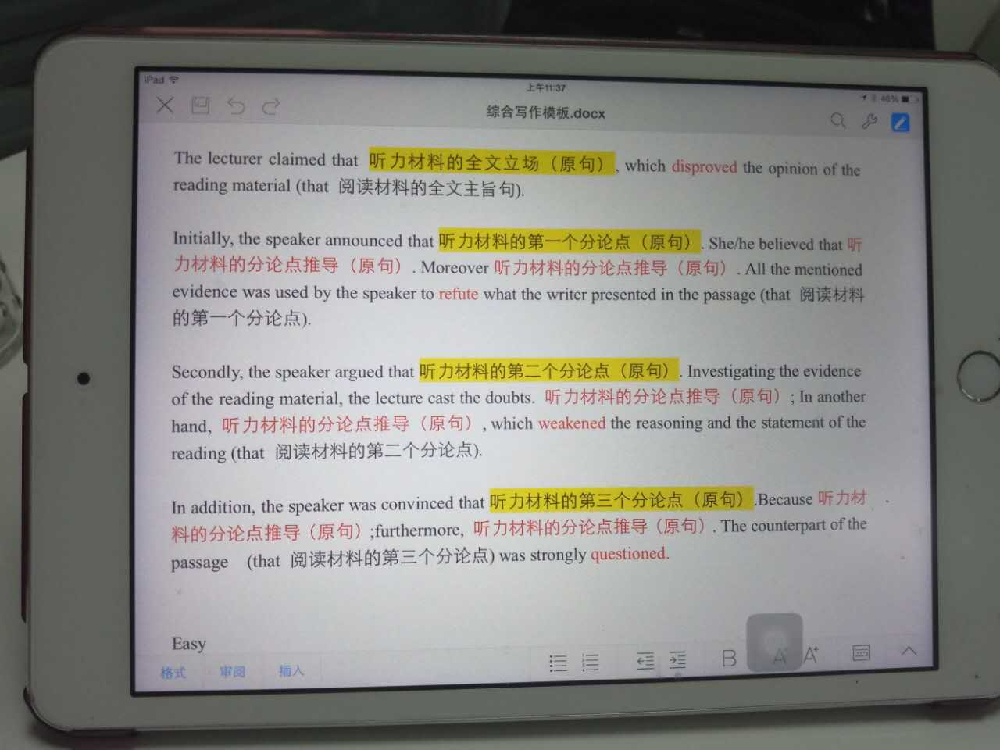 iPad
上午11:37
46%
综合写作模板.docx
The lecturer claimed that 听力材料的全文立场（原句）, which disproved the opinion of the
reading material (that 阅读材料的全文主旨句).
Initially, the speaker announced that 听力材料的第一个分论点（原句）. She/he believed that 听
力材料的分论点推导（原句）. Moreover 听力材料的分论点推导（原句）. All the mentioned
evidence was used by the speaker to refute what the writer presented in the passage (that 阅读材料
的第一个分论点).
Secondly, the speaker argued that 听力材料的第二个分论点（原句）. Investigating the evidence
of the reading material, the lecture cast the doubts. 听力材料的分论点推导（原句）; In another
hand, 听力材料的分论点推导（原句）, which weakened the reasoning and the statement of the
reading (that 阅读材料的第二个分论点).
In addition, the speaker was convinced that 听力材料的第三个分论点（原句）.Because 听力材
料的分论点推导（原句）;furthermore, 听力材料的分论点推导（原句）. The counterpart of the
passage (that 阅读材料的第三个分论点) was strongly questioned.
Easy
格式 审阅 插入 B A A+